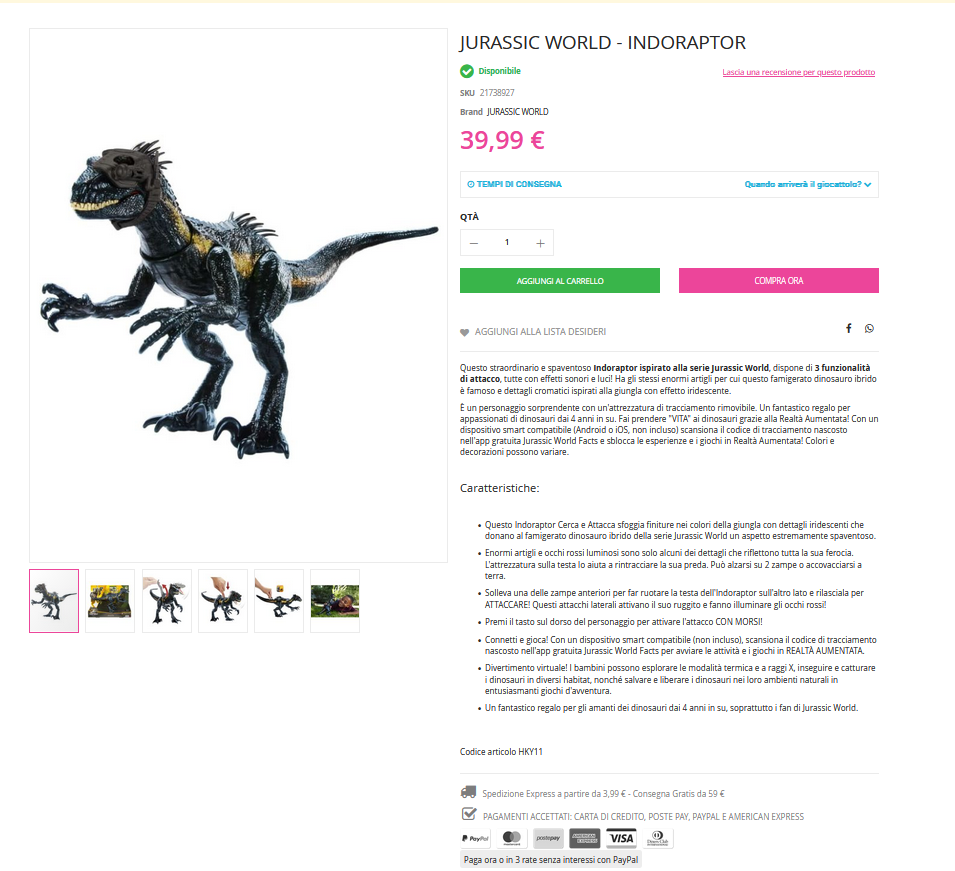 JURASSIC WORLD - INDORAPTOR
Disponibile
Lascia una recensione per questo prodotto
SKU 21738927
Brand JURASSIC WORLD
39,99 €
TEMPI DI CONSEGNA
Quando arriverà il giocattolo?
QTÀ
— 1 +
AGGIUNGI AL CARRELLO
COMPRA ORA
AGGIUNGI ALLA LISTA DESIDERI
Questo straordinario e spaventoso Indoraptor ispirato alla serie Jurassic World, dispone di 3 funzionalità
di attacco, tutte con effetti sonori e luci! Ha gli stessi enormi artigli per cui questo famigerato dinosauro ibrido
è famoso e dettagli cromatici ispirati alla giungla con effetto iridescente.
È un personaggio sorprendente con un'attrezzatura di tracciamento rimovibile. Un fantastico regalo per
appassionati di dinosauri dai 4 anni in su. Fai prendere "VITA" ai dinosauri grazie alla Realtà Aumentata! Con un
dispositivo smart compatibile (Android o iOS, non incluso) scansiona il codice di tracciamento nascosto
nell'app gratuita Jurassic World Facts e sblocca le esperienze e i giochi in Realtà Aumentata! Colori e
decorazioni possono variare.
Caratteristiche:
• Questo Indoraptor Cerca e Attacca sfoggia finiture nei colori della giungla con dettagli iridescenti che
donano al famigerato dinosauro ibrido della serie Jurassic World un aspetto estremamente spaventoso.
• Enormi artigli e occhi rossi luminosi sono solo alcuni dei dettagli che riflettono tutta la sua ferocia.
L'attrezzatura sulla testa lo aiuta a rintracciare la sua preda. Può alzarsi su 2 zampe o accovacciarsi a
terra.
• Solleva una delle zampe anteriori per far ruotare la testa dell'Indoraptor sull'altro lato e rilasciala per
ATTACCARE! Questi attacchi laterali attivano il suo ruggito e fanno illuminare gli occhi rossi!
• Premi il tasto sul dorso del personaggio per attivare l'attacco CON MORSI!
• Connetti e gioca! Con un dispositivo smart compatibile (non incluso), scansiona il codice di tracciamento
nascosto nell'app gratuita Jurassic World Facts per avviare le attività e i giochi in REALTÀ AUMENTATA.
• Divertimento virtuale! I bambini possono esplorare le modalità termica e a raggi X, inseguire e catturare
i dinosauri in diversi habitat, nonché salvare e liberare i dinosauri nei loro ambienti naturali in
entusiasmanti giochi d'avventura.
• Un fantastico regalo per gli amanti dei dinosauri dai 4 anni in su, soprattutto i fan di Jurassic World.
Codice articolo HKY11
Spedizione Express a partire da 3,99 € - Consegna Gratis da 59 €
PAGAMENTI ACCETTATI: CARTA DI CREDITO, POSTE PAY, PAYPAL E AMERICAN EXPRESS
PayPal mastercard postepay AMERICAN EXPRESS VISA Diners Club
Paga ora o in 3 rate senza interessi con PayPal